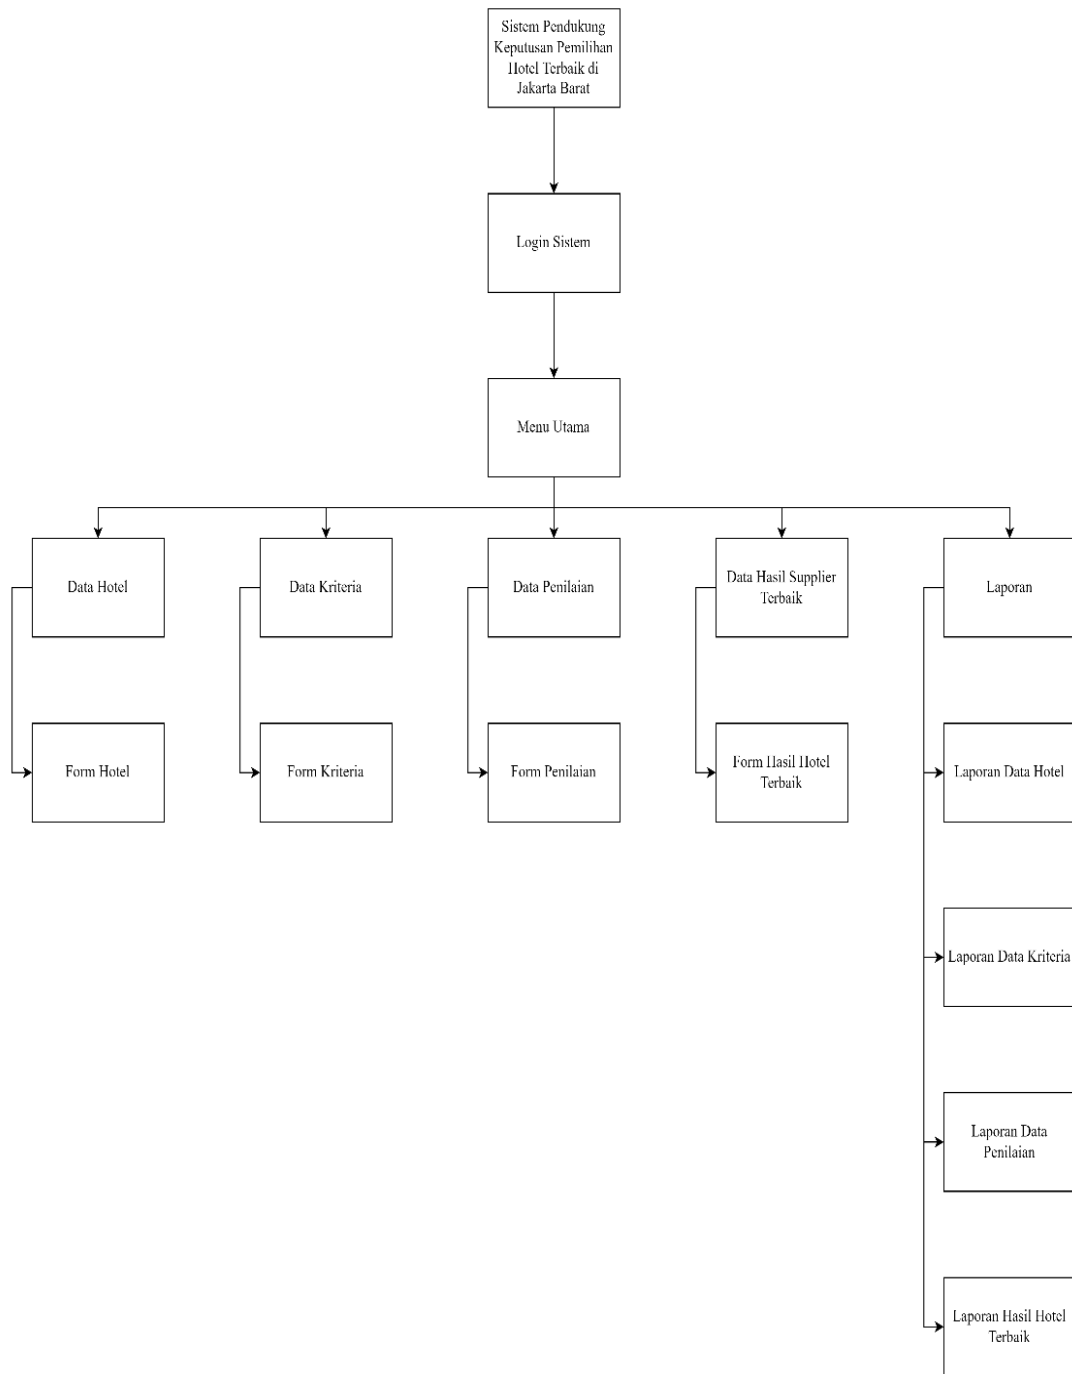 Sistem Pendukung
Keputusan Pemilihan
Hotel Terbaik di
Jakarta Barat
Login Sistem
Menu Utama
Data Hotel
Data Kriteria
Data Penilaian
Data Hasil Supplier
Terbaik
Laporan
Form Hotel
Form Kriteria
Form Penilaian
Form Hasil Hotel
Terbaik
Laporan Data Hotel
Laporan Data Kriteria
Laporan Data
Penilaian
Laporan Hasil Hotel
Terbaik